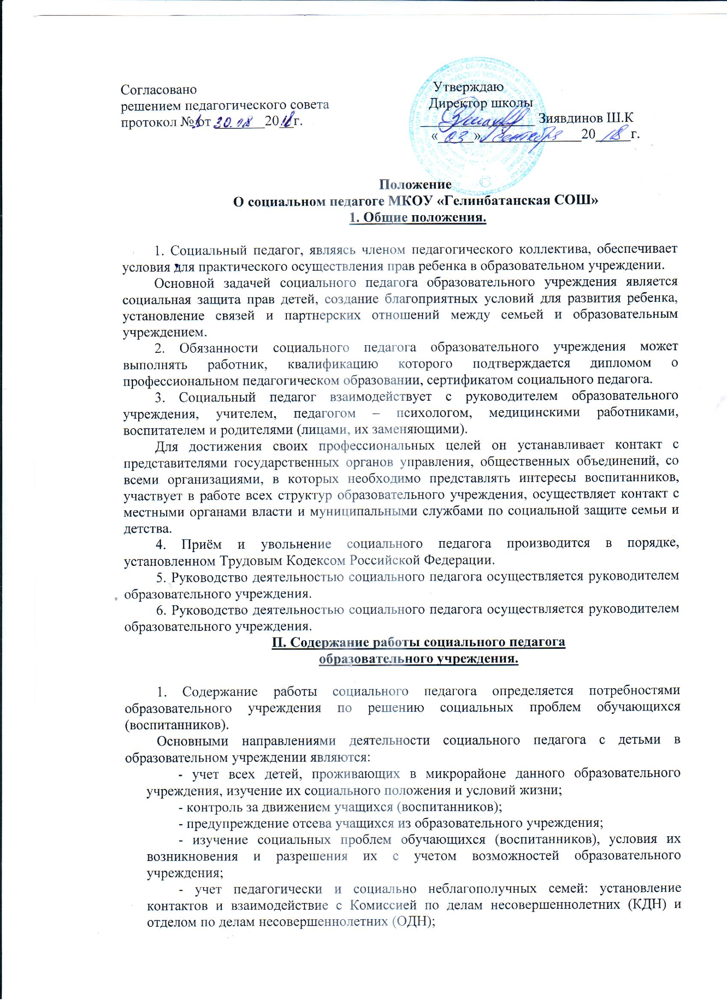 Согласовано
Утверждаю
решением педагогического совета
Директор школы
протокол №1 от 30.08 2018 г.
Зиявдинов Ш.К
«03» сентября 2018 г.
Положение
О социальном педагоге МКОУ «Гелинбатанская СОШ»
1. Общие положения.
1. Социальный педагог, являясь членом педагогического коллектива, обеспечивает
условия для практического осуществления прав ребенка в образовательном учреждении.
Основной задачей социального педагога образовательного учреждения является
социальная защита прав детей, создание благоприятных условий для развития ребенка,
установление связей и партнерских отношений между семьей и образовательным
учреждением.
2. Обязанности социального педагога образовательного учреждения может
выполнять работник, квалификацию которого подтверждается дипломом о
профессиональном педагогическом образовании, сертификатом социального педагога.
3. Социальный педагог взаимодействует с руководителем образовательного
учреждения, учителем, педагогом – психологом, медицинскими работниками,
воспитателем и родителями (лицами, их заменяющими).
Для достижения своих профессиональных целей он устанавливает контакт с
представителями государственных органов управления, общественных объединений, со
всеми организациями, в которых необходимо представлять интересы воспитанников,
участвует в работе всех структур образовательного учреждения, осуществляет контакт с
местными органами власти и муниципальными службами по социальной защите семьи и
детства.
4. Приём и увольнение социального педагога производится в порядке,
установленном Трудовым Кодексом Российской Федерации.
5. Руководство деятельностью социального педагога осуществляется руководителем
образовательного учреждения.
6. Руководство деятельностью социального педагога осуществляется руководителем
образовательного учреждения.
П. Содержание работы социального педагога
образовательного учреждения.
1. Содержание работы социального педагога определяется потребностями
образовательного учреждения по решению социальных проблем обучающихся
(воспитанников).
Основными направлениями деятельности социального педагога с детьми в
образовательном учреждении являются:
- учет всех детей, проживающих в микрорайоне данного образовательного
учреждения, изучение их социального положения и условий жизни;
- контроль за движением учащихся (воспитанников);
- предупреждение отсева учащихся из образовательного учреждения;
- изучение социальных проблем обучающихся (воспитанников), условия их
возникновения и разрешения их с учетом возможностей образовательного
учреждения;
- учет педагогически и социально неблагополучных семей: установление
контактов и взаимодействие с Комиссией по делам несовершеннолетних (КДН) и
отделом по делам несовершеннолетних (ОДН);